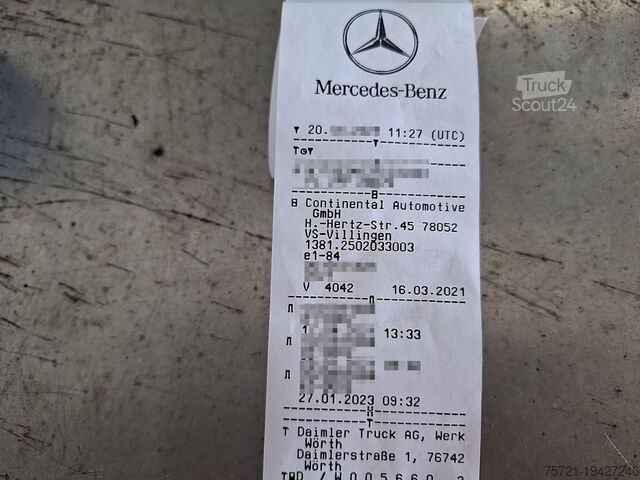 Mercedes-Benz
Truck
Scout24
20. 11:27 (UTC)
Continental Automotive
GmbH
H.-Hertz-Str.45 78052
VS-Villingen
1381.2502033003
e1-84
V 4042 16.03.2021
13:33
27.01.2023 09:32
T Daimler Truck AG, Werk
Wörth
Daimlerstraße 1, 76742
Wörth
75721-19427246